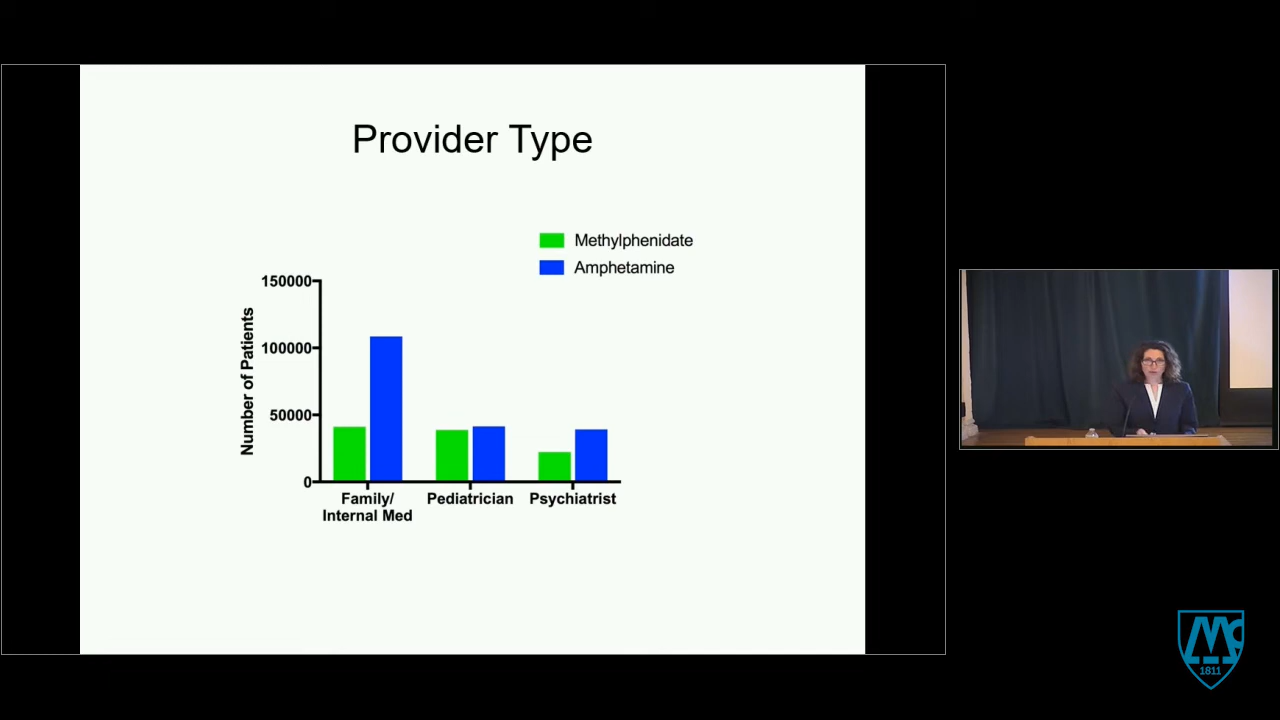 Provider Type
Methylphenidate
Amphetamine
150000
100000
50000
0
Number of Patients
Family/
Internal Med
Pediatrician
Psychiatrist
1811